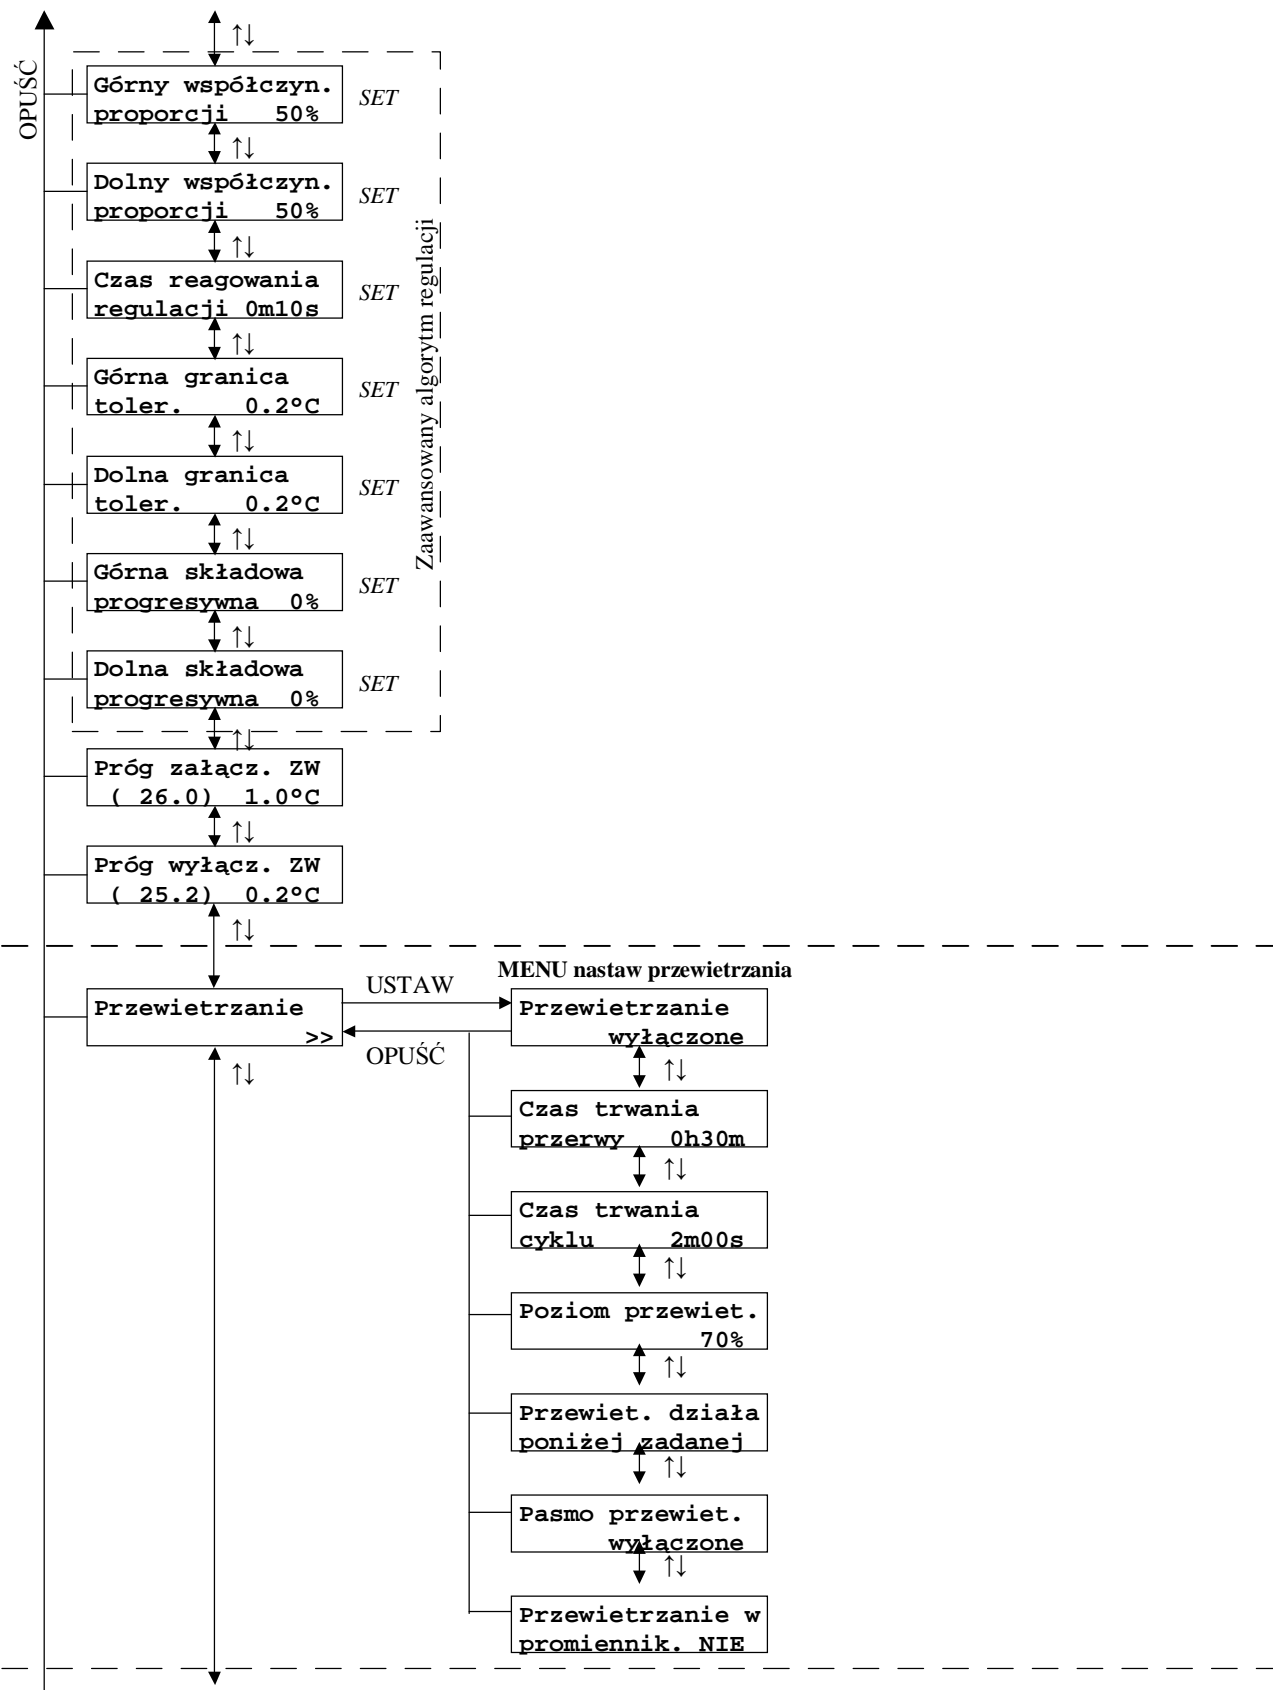 ↑↓
OPUŚĆ
Górny współczyn.
proporcji 50%
SET
↑↓
Dolny współczyn.
proporcji 50%
SET
↑↓
Czas reagowania
regulacji 0m10s
SET
↑↓
Górna granica
toler. 0.2°C
SET
↑↓
Dolna granica
toler. 0.2°C
SET
↑↓
Górna składowa
progresywna 0%
SET
↑↓
Dolna składowa
progresywna 0%
SET
Zaawansowany algorytm regulacji
↑↓
Próg załącz. ZW
( 26.0) 1.0°C
↑↓
Próg wyłącz. ZW
( 25.2) 0.2°C
↑↓
Przewietrzanie
>>
USTAW
OPUŚĆ
↑↓
MENU nastaw przewietrzania
Przewietrzanie
wyłączone
↑↓
Czas trwania
przerwy 0h30m
↑↓
Czas trwania
cyklu 2m00s
↑↓
Poziom przewiet.
70%
↑↓
Przewiet. działa
poniżej zadanej
↑↓
Pasmo przewiet.
wyłączone
↑↓
Przewietrzanie w
promiennik. NIE